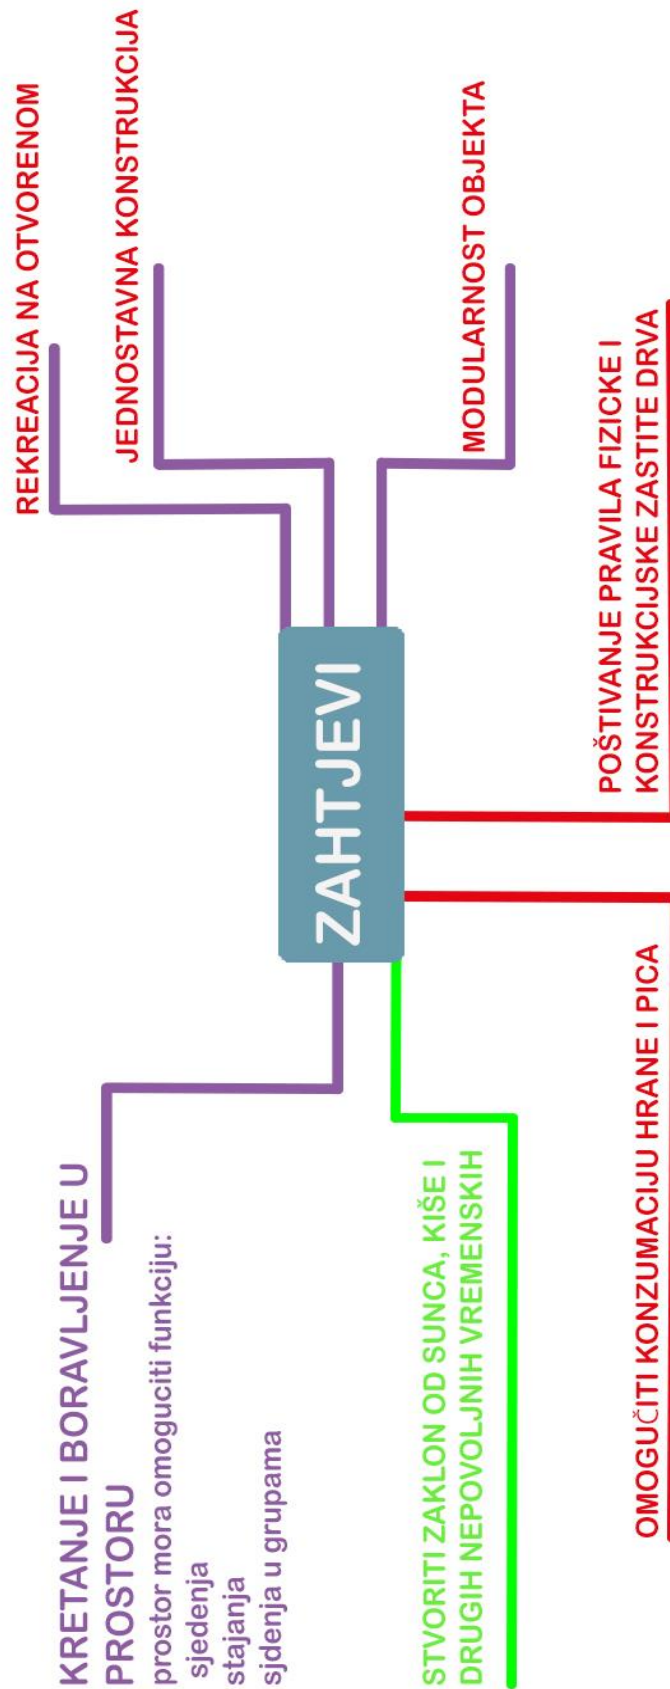 KRETANJE I BORAVLJENJE U
PROSTORU
prostor mora omoguciti funkciju:
sjedenja
stajanja
sjdenja u grupama
REKREACIJA NA OTVORENOM
JEDNOSTAVNA KONSTRUKCIJA
ZAHTJEVI
MODULARNOST OBJEKTA
STVORITI ZAKLON OD SUNCA, KIŠE I
DRUGIH NEPOVOLJNIH VREMENSKIH
POŠTIVANJE PRAVILA FIZICKE I
KONSTRUKCIJSKE ZASTITE DRVA
OMOGUČITI KONZUMACIJU HRANE I PICA